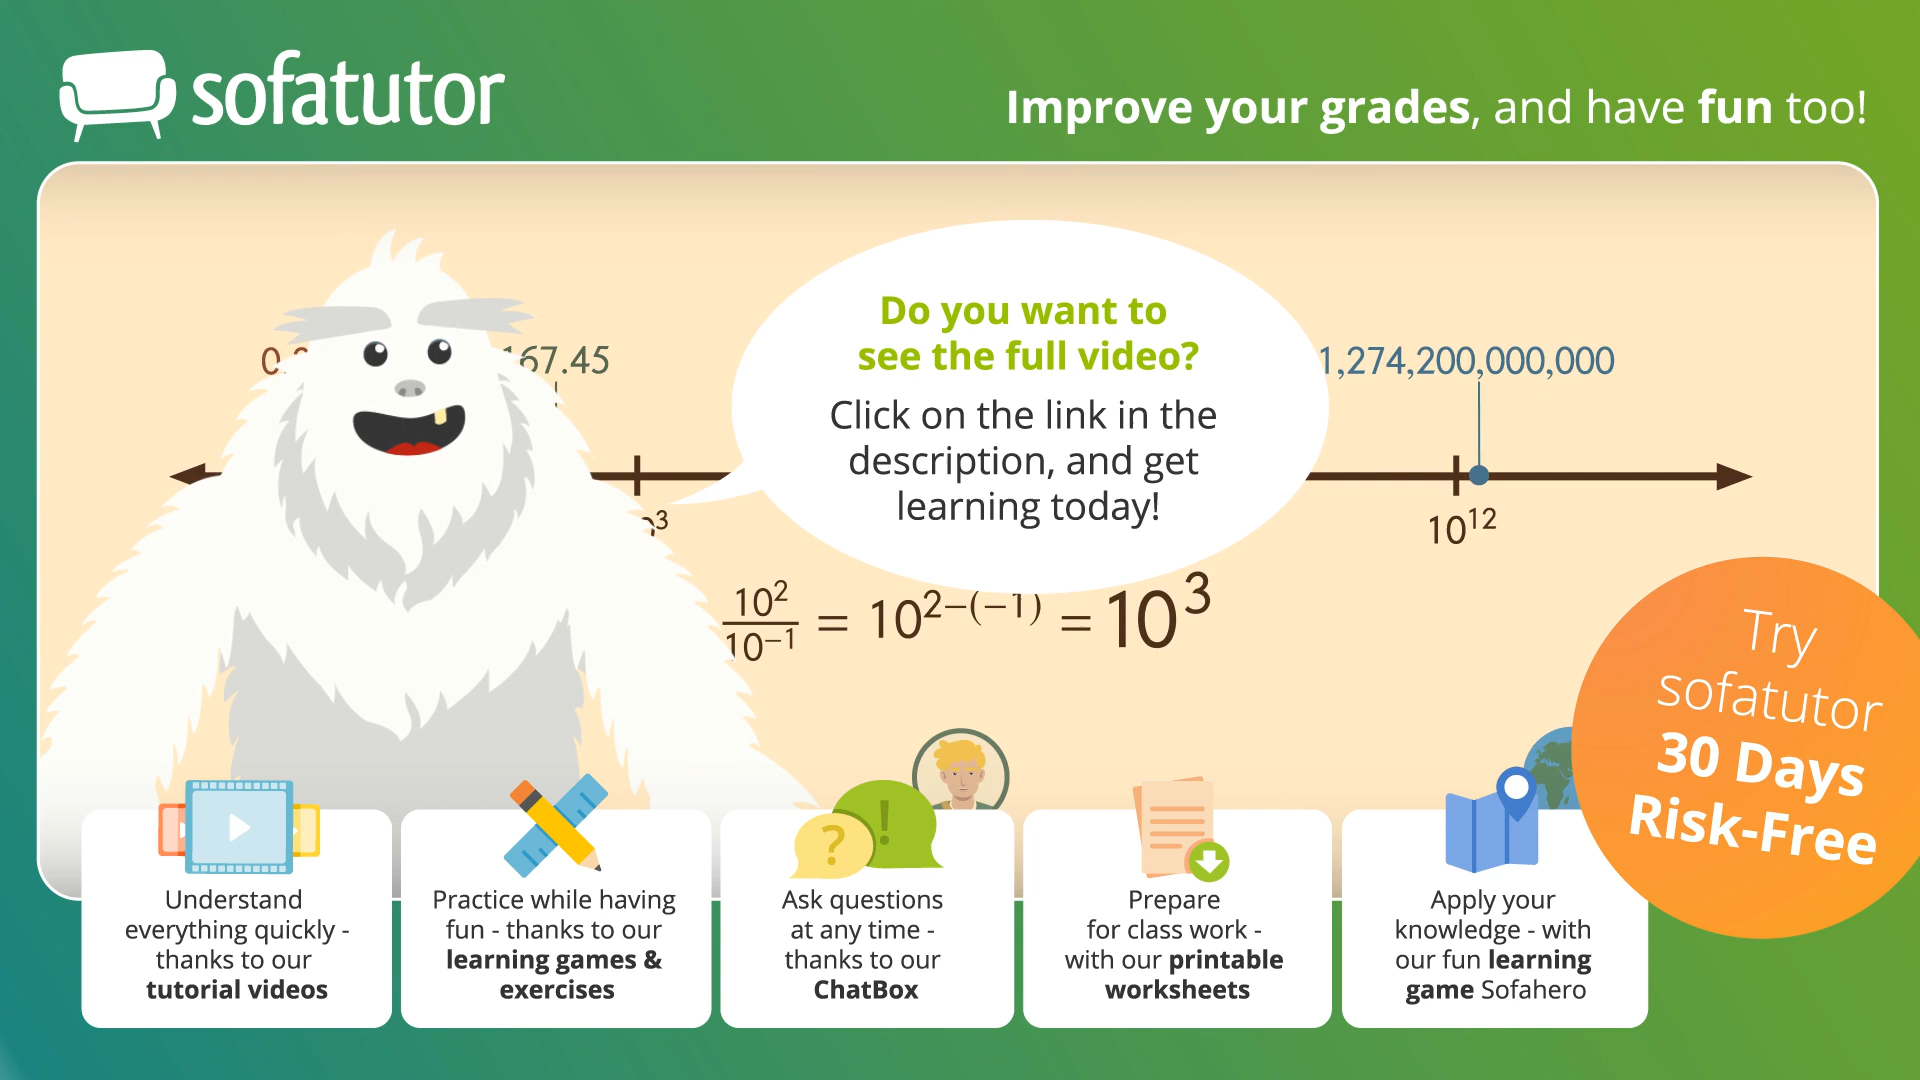 sofatutor
Improve your grades, and have fun too!
Do you want to
see the full video?
Click on the link in the
description, and get
learning today!
167.45
1,274,200,000,000
10¹²
10²
10⁻¹
= 10²⁻⁽⁻¹⁾ = 10³
Try
sofatutor
30 Days
Risk-Free
Understand
everything quickly -
thanks to our
tutorial videos
Practice while having
fun - thanks to our
learning games &
exercises
? !
Ask questions
at any time -
thanks to our
ChatBox
Prepare
for class work -
with our printable
worksheets
Apply your
knowledge - with
our fun learning
game Sofahero